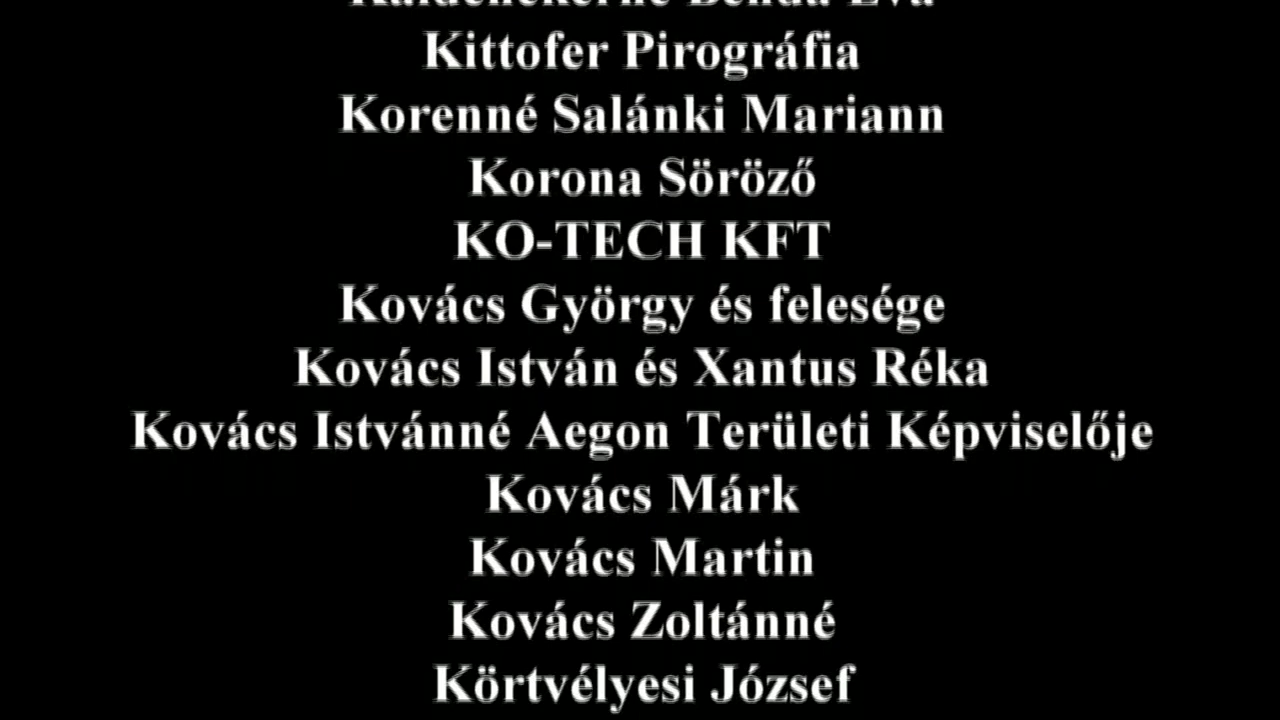 Kittofer Pirográfia
Korenné Salánki Mariann
Korona Söröző
KO-TECH KFT
Kovács György és felesége
Kovács István és Xantus Réka
Kovács Istvánné Aegon Területi Képviselője
Kovács Márk
Kovács Martin
Kovács Zoltánné
Körtvélyesi József